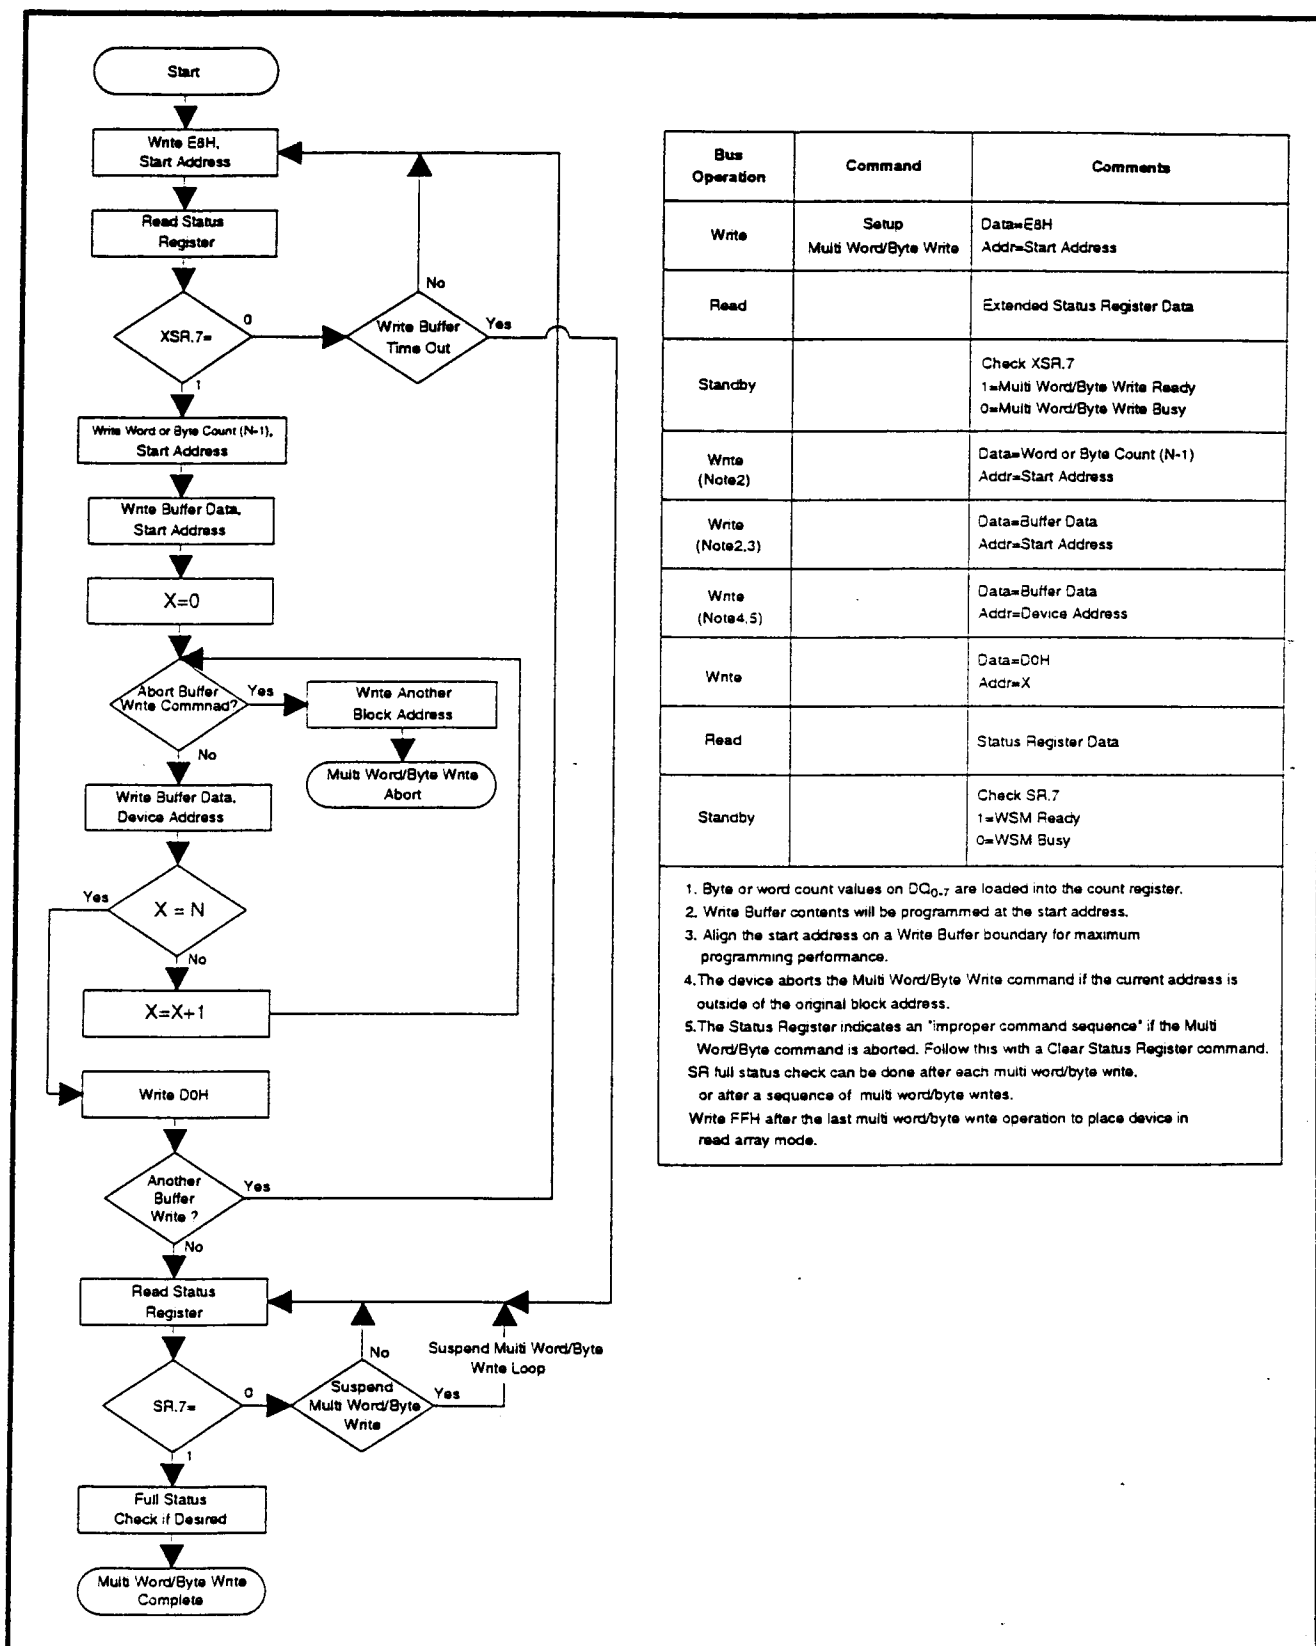 Start
Write E8H,
Start Address
Read Status
Register
No
XSR.7=
0
Write Buffer
Time Out
Yes
1
Write Word or Byte Count (N-1),
Start Address
Write Buffer Data,
Start Address
X=0
Abort Buffer
Write Commnad?
Yes
Write Another
Block Address
No
Multi Word/Byte Write
Abort
Write Buffer Data,
Device Address
Yes
X = N
No
X=X+1
Write D0H
Another
Buffer
Write ?
Yes
No
Read Status
Register
No
Suspend Multi Word/Byte
Write Loop
SR.7=
0
Suspend
Multi Word/Byte
Write
Yes
1
Full Status
Check if Desired
Multi Word/Byte Write
Complete
Bus
Operation
Command
Comments
Write
Setup
Multi Word/Byte Write
Data=E8H
Addr=Start Address
Read
Extended Status Register Data
Standby
Check XSR.7
1=Multi Word/Byte Write Ready
0=Multi Word/Byte Write Busy
Write
(Note2)
Data=Word or Byte Count (N-1)
Addr=Start Address
Write
(Note2,3)
Data=Buffer Data
Addr=Start Address
Write
(Note4,5)
Data=Buffer Data
Addr=Device Address
Write
Data=D0H
Addr=X
Read
Status Register Data
Standby
Check SR.7
1=WSM Ready
0=WSM Busy
1. Byte or word count values on DQ0-7 are loaded into the count register.
2. Write Buffer contents will be programmed at the start address.
3. Align the start address on a Write Buffer boundary for maximum
programming performance.
4.The device aborts the Multi Word/Byte Write command if the current address is
outside of the original block address.
5.The Status Register indicates an "improper command sequence" if the Multi
Word/Byte command is aborted. Follow this with a Clear Status Register command.
SR full status check can be done after each multi word/byte write,
or after a sequence of multi word/byte writes.
Write FFH after the last multi word/byte write operation to place device in
read array mode.